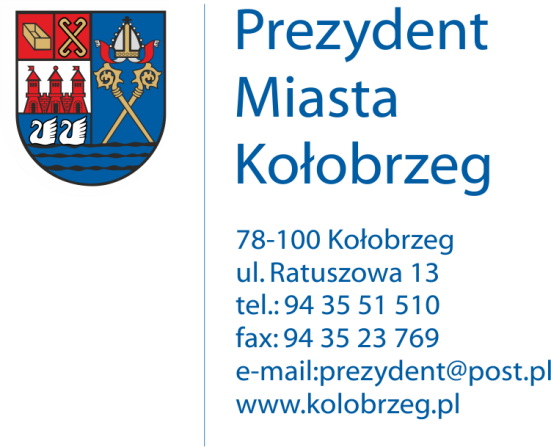 Prezydent
Miasta
Kołobrzeg
78-100 Kołobrzeg
ul. Ratuszowa 13
tel.: 94 35 51 510
fax: 94 35 23 769
e-mail:prezydent@post.pl
www.kolobrzeg.pl